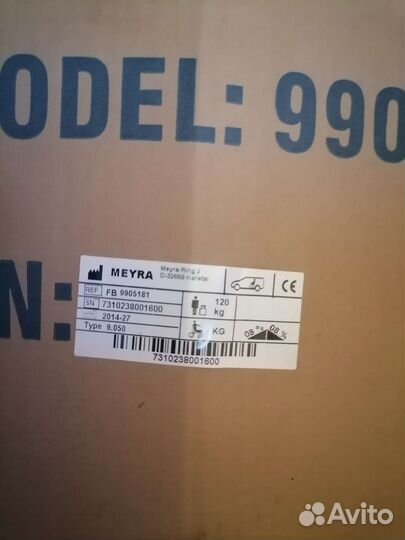 ODEL: 990
N:
MEYRA
Meyra-Ring 2
D-32689 Kalletal
REF FB 9905181
SN 7310238001600
2014-27
Type 9.050
120
kg
KG
CE
7310238001600
Avito